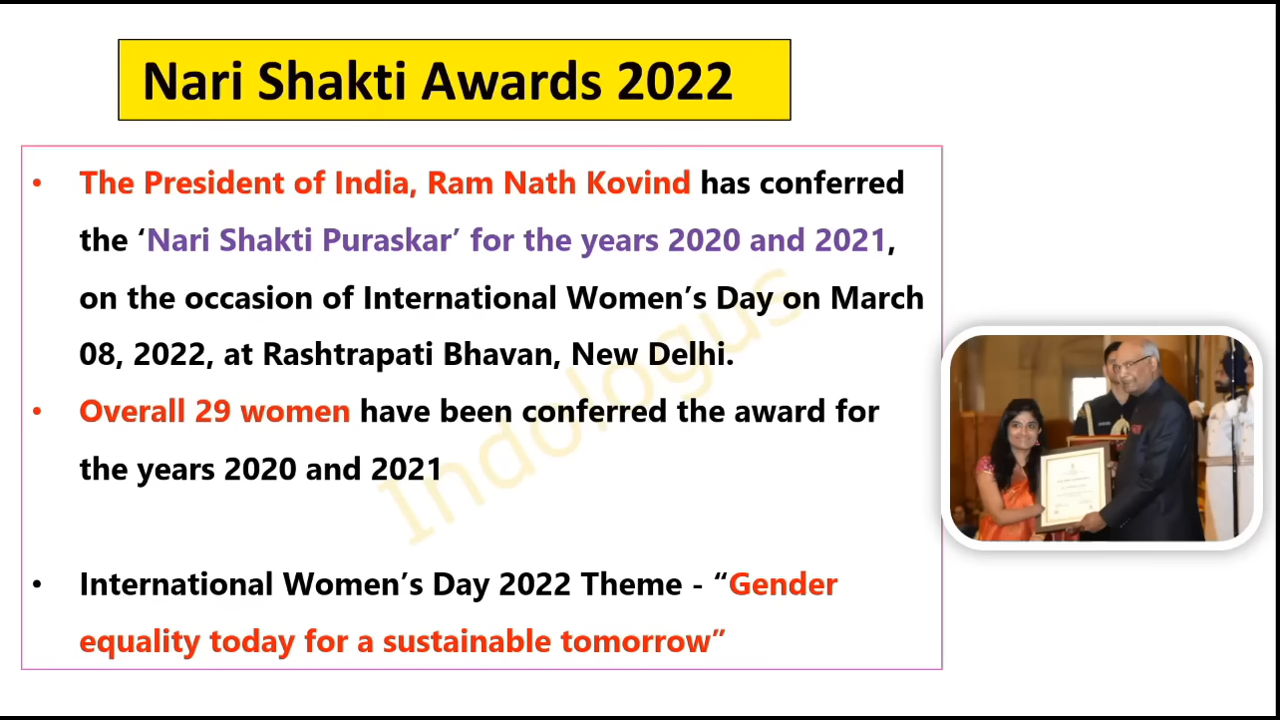 Nari Shakti Awards 2022
• The President of India, Ram Nath Kovind has conferred
the ‘Nari Shakti Puraskar’ for the years 2020 and 2021,
on the occasion of International Women’s Day on March
08, 2022, at Rashtrapati Bhavan, New Delhi.
• Overall 29 women have been conferred the award for
the years 2020 and 2021
• International Women’s Day 2022 Theme - “Gender
equality today for a sustainable tomorrow”
Indologus